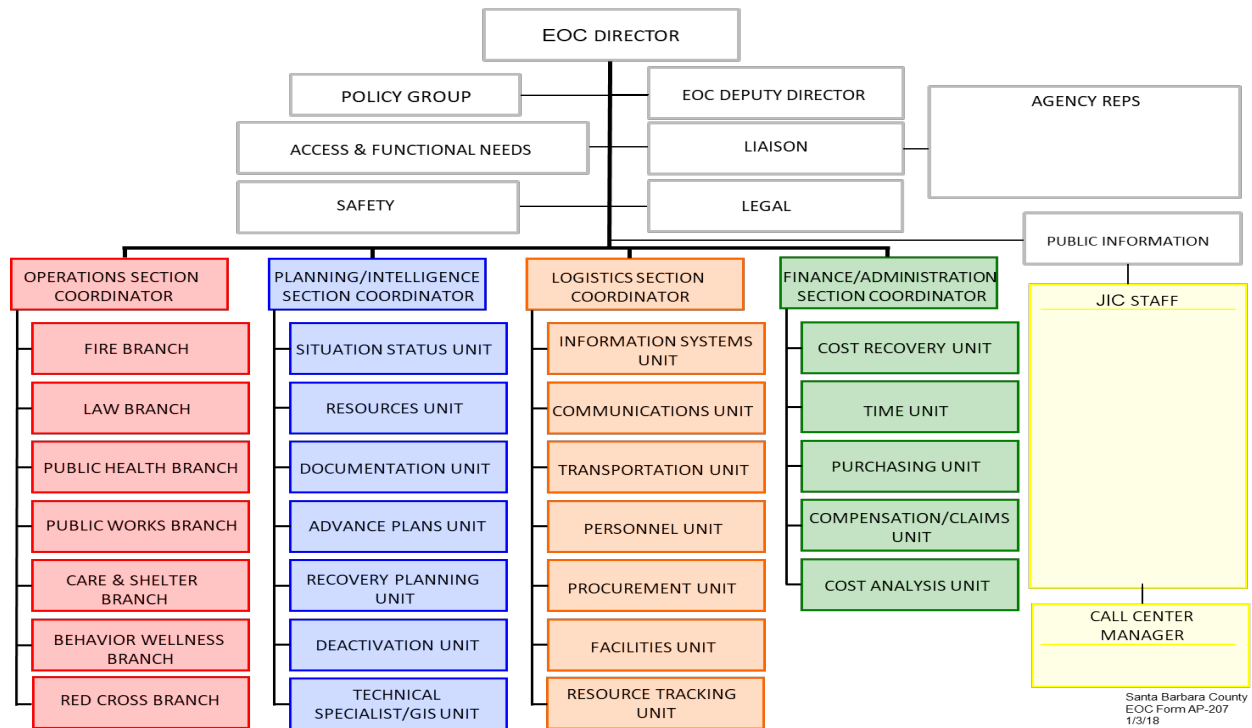 EOC DIRECTOR
POLICY GROUP
EOC DEPUTY DIRECTOR
AGENCY REPS
ACCESS & FUNCTIONAL NEEDS
LIAISON
SAFETY
LEGAL
PUBLIC INFORMATION
OPERATIONS SECTION
COORDINATOR
FIRE BRANCH
LAW BRANCH
PUBLIC HEALTH BRANCH
PUBLIC WORKS BRANCH
CARE & SHELTER
BRANCH
BEHAVIOR WELLNESS
BRANCH
RED CROSS BRANCH
PLANNING/INTELLIGENCE
SECTION COORDINATOR
SITUATION STATUS UNIT
RESOURCES UNIT
DOCUMENTATION UNIT
ADVANCE PLANS UNIT
RECOVERY PLANNING
UNIT
DEACTIVATION UNIT
TECHNICAL
SPECIALIST/GIS UNIT
LOGISTICS SECTION
COORDINATOR
INFORMATION SYSTEMS
UNIT
COMMUNICATIONS UNIT
TRANSPORTATION UNIT
PERSONNEL UNIT
PROCUREMENT UNIT
FACILITIES UNIT
RESOURCE TRACKING
UNIT
FINANCE/ADMINISTRATION
SECTION COORDINATOR
COST RECOVERY UNIT
TIME UNIT
PURCHASING UNIT
COMPENSATION/CLAIMS
UNIT
COST ANALYSIS UNIT
JIC STAFF
CALL CENTER
MANAGER
Santa Barbara County
EOC Form AP-207
1/3/18